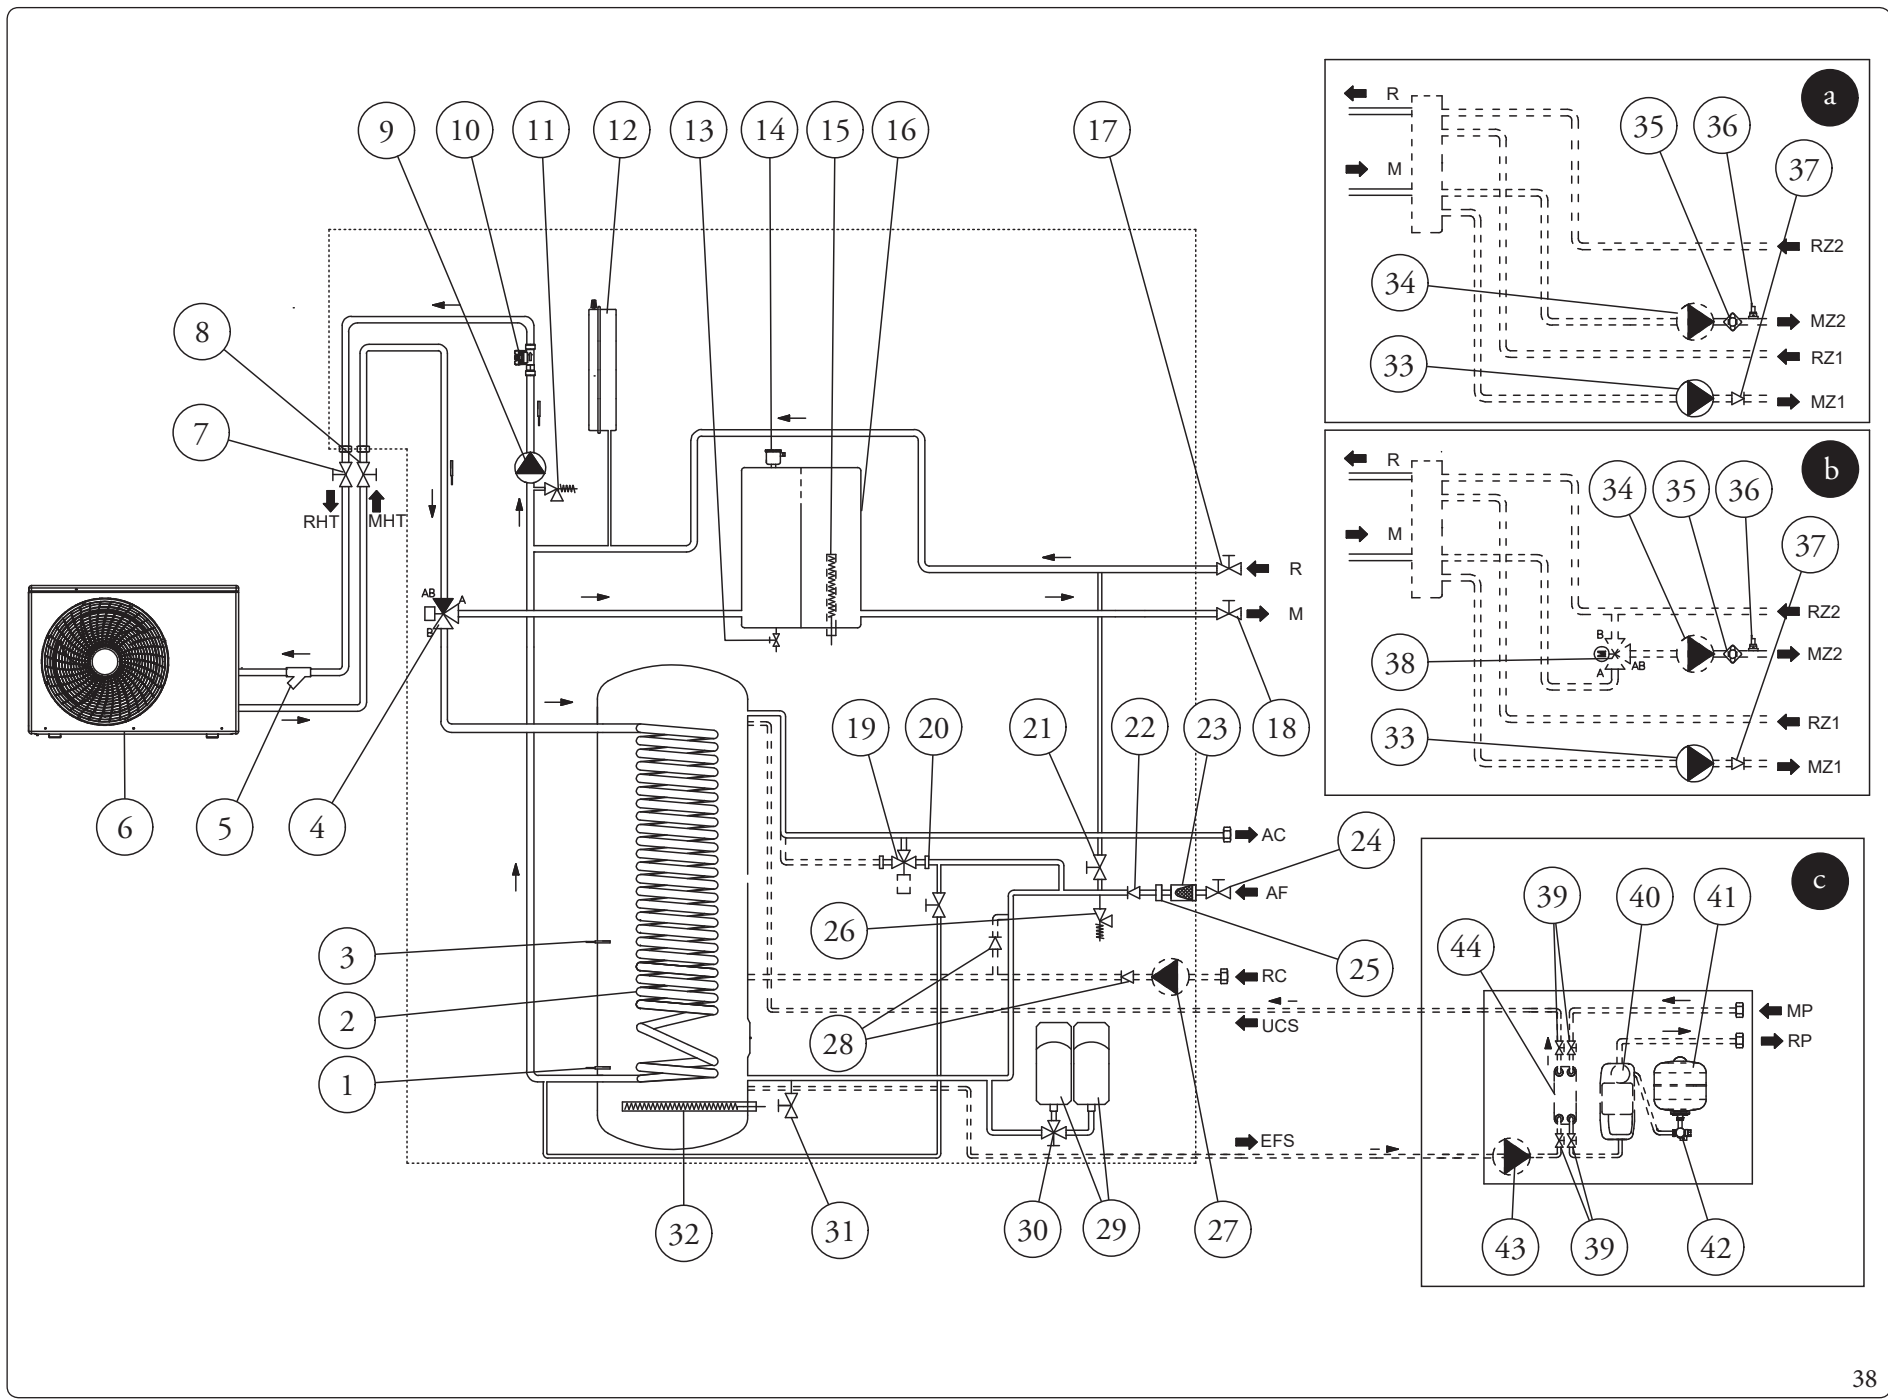 9 10 11 12 13 14 15 16 17
8
7
RHT MHT
AB A
B
R
M
6 5 4
19 20 21 22 23 18
AC
24
AF
26
25
3
2
1
RC
28
UCS
EFS
32 31 30 29 27
a
R
M
35 36
37
34
33
RZ2
MZ2
RZ1
MZ1
b
R
M
34 35 36
37
38
33
B
M
A AB
RZ2
MZ2
RZ1
MZ1
c
39 40 41
44
MP
RP
43 39 42
38